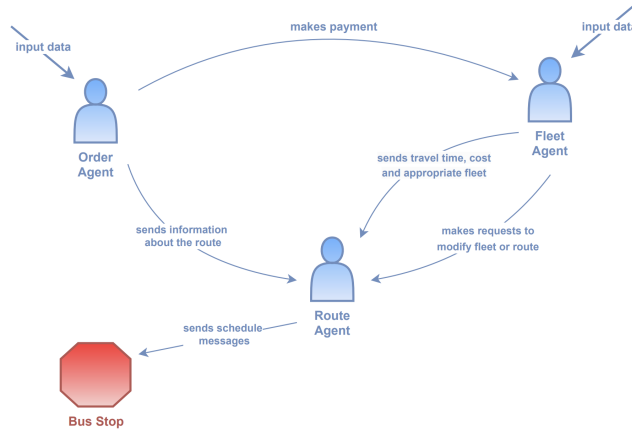 makes payment
input data
input data
Order
Agent
Fleet
Agent
sends travel time, cost
and appropriate fleet
sends information
about the route
makes requests to
modify fleet or route
Route
Agent
sends schedule
messages
Bus Stop